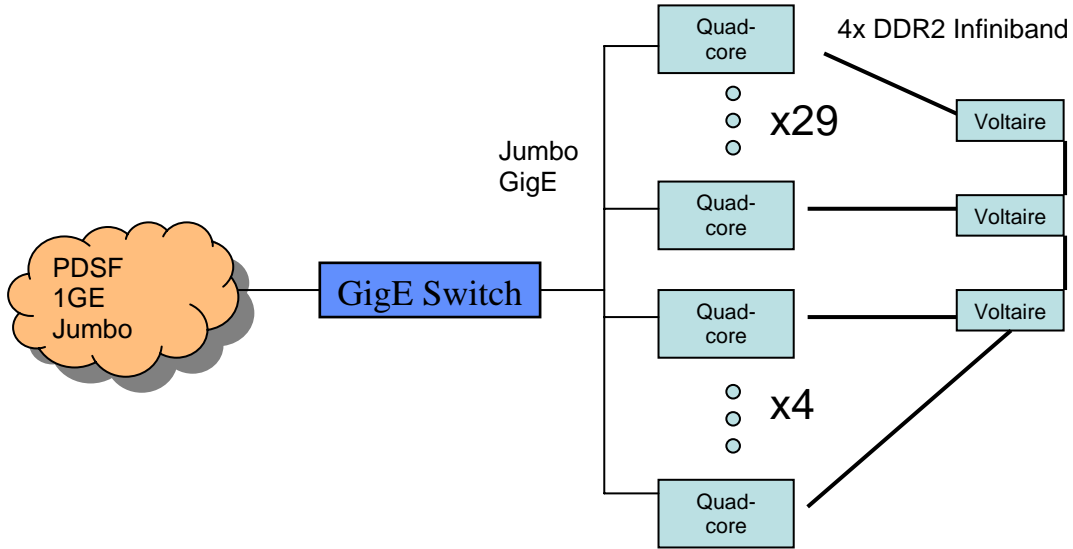 Quad-
core
4x DDR2 Infiniband
Voltaire
x29
Jumbo
GigE
Quad-
core
Voltaire
PDSF
1GE
Jumbo
GigE Switch
Quad-
core
Voltaire
x4
Quad-
core